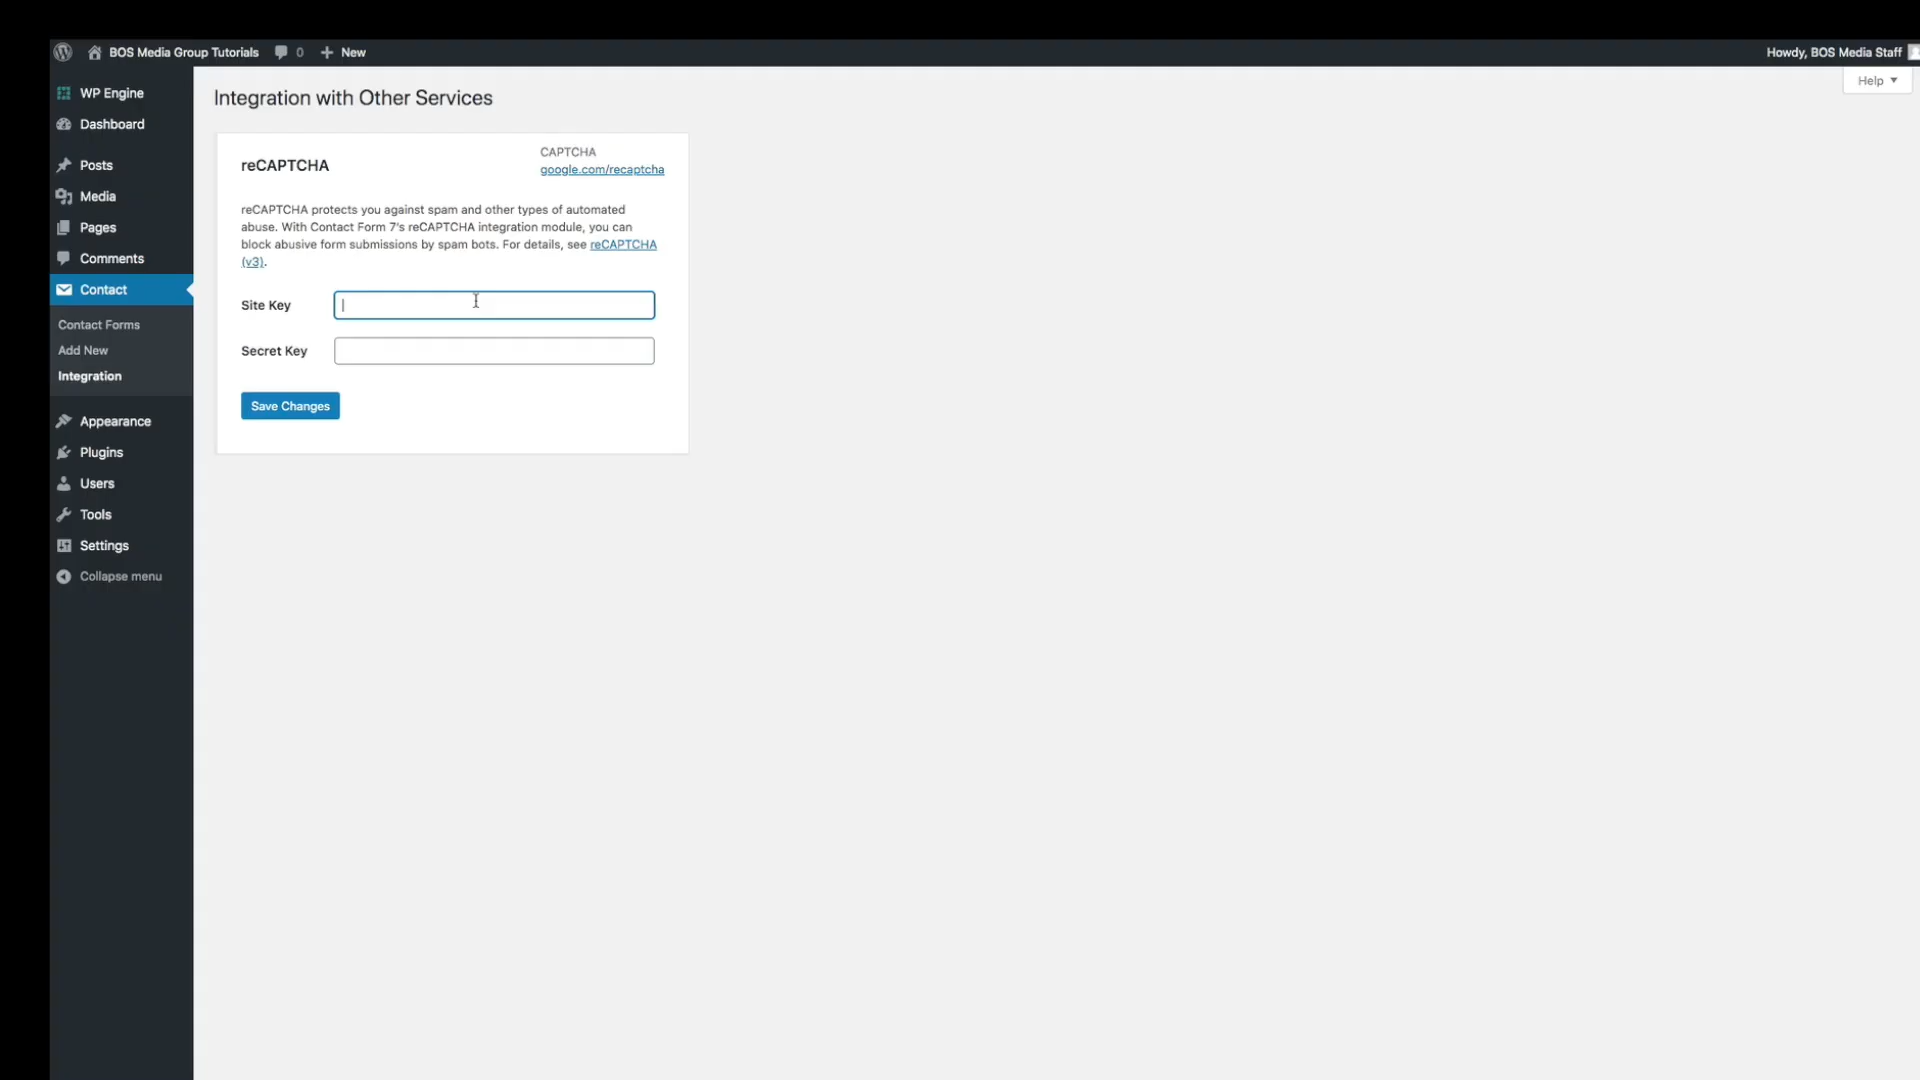 BOS Media Group Tutorials 0 New
Howdy, BOS Media Staff
Help
WP Engine
Dashboard
Posts
Media
Pages
Comments
Contact
Contact Forms
Add New
Integration
Appearance
Plugins
Users
Tools
Settings
Collapse menu
Integration with Other Services
reCAPTCHA
CAPTCHA
google.com/recaptcha
reCAPTCHA protects you against spam and other types of automated
abuse. With Contact Form 7's reCAPTCHA integration module, you can
block abusive form submissions by spam bots. For details, see reCAPTCHA
(v3).
Site Key
Secret Key
Save Changes